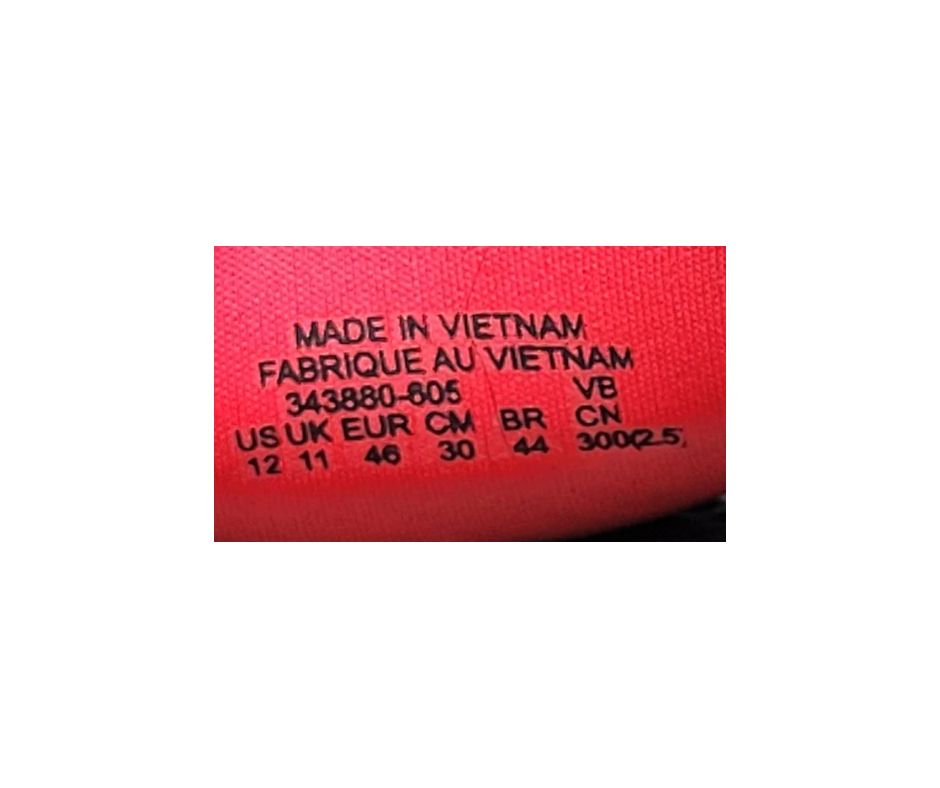 MADE IN VIETNAM
FABRIQUE AU VIETNAM
343880-605 VB
US UK EUR CM BR CN
12 11 46 30 44 300(2.5)